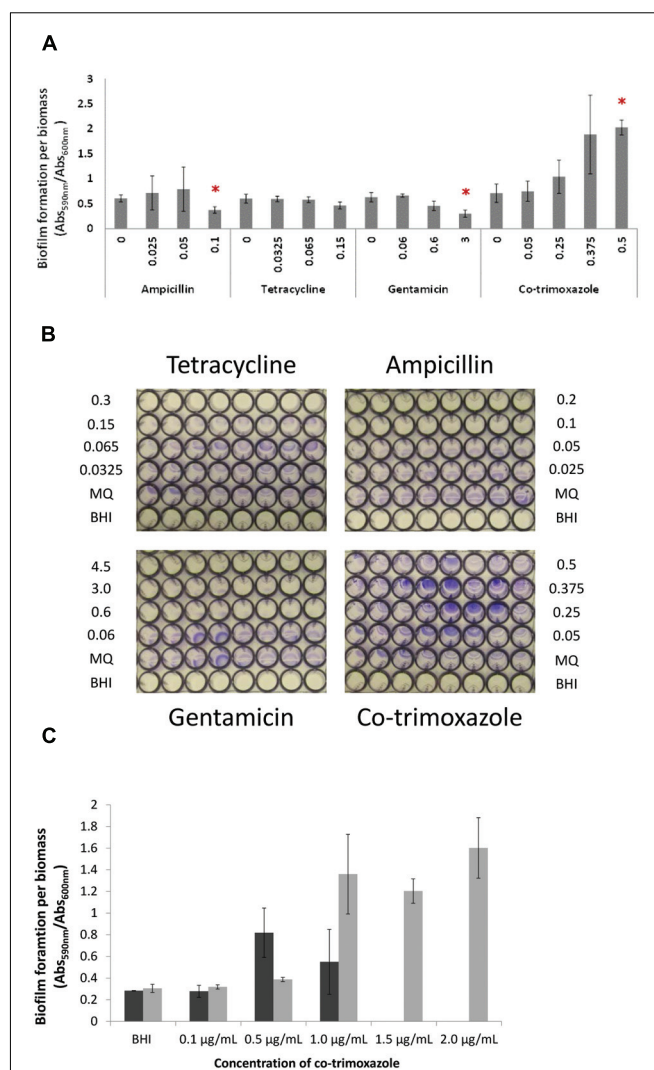 A
Biofilm formation per biomass
(Abs590nm/Abs600nm)
3
2.5
2
1.5
1
0.5
0
* * *
0 0.025 0.05 0.1 0 0.0325 0.065 0.15 0 0.06 0.6 3 0 0.05 0.25 0.375 0.5
Ampicillin Tetracycline Gentamicin Co-trimoxazole
B
Tetracycline Ampicillin
0.3 0.2
0.15 0.1
0.065 0.05
0.0325 0.025
MQ MQ
BHI BHI
4.5 0.5
3.0 0.375
0.6 0.25
0.06 0.05
MQ MQ
BHI BHI
Gentamicin Co-trimoxazole
C
Biofilm foramtion per biomass
(Abs590nm/Abs600nm)
2
1.8
1.6
1.4
1.2
1
0.8
0.6
0.4
0.2
0
BHI 0.1 µg/mL 0.5 µg/mL 1.0 µg/mL 1.5 µg/mL 2.0 µg/mL
Concentration of co-trimoxazole